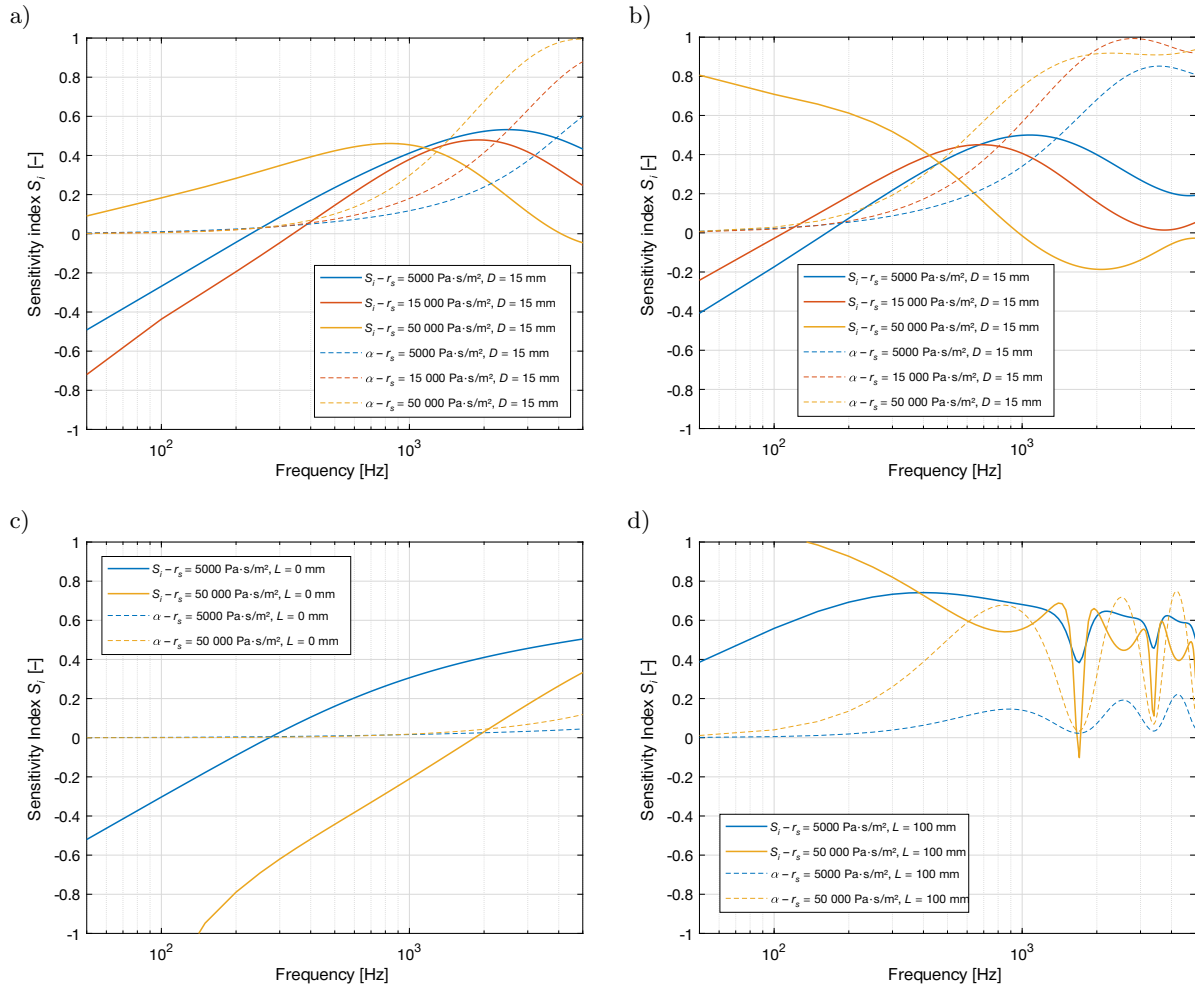 a)
1
0.8
0.6
0.4
0.2
0
-0.2
-0.4
-0.6
-0.8
-1
Sensitivity index S_i [–]
S_i – r_s = 5000 Pa·s/m², D = 15 mm
S_i – r_s = 15 000 Pa·s/m², D = 15 mm
S_i – r_s = 50 000 Pa·s/m², D = 15 mm
α – r_s = 5000 Pa·s/m², D = 15 mm
α – r_s = 15 000 Pa·s/m², D = 15 mm
α – r_s = 50 000 Pa·s/m², D = 15 mm
10² 10³
Frequency [Hz]
b)
1
0.8
0.6
0.4
0.2
0
-0.2
-0.4
-0.6
-0.8
-1
Sensitivity index S_i [–]
S_i – r_s = 5000 Pa·s/m², D = 15 mm
S_i – r_s = 15 000 Pa·s/m², D = 15 mm
S_i – r_s = 50 000 Pa·s/m², D = 15 mm
α – r_s = 5000 Pa·s/m², D = 15 mm
α – r_s = 15 000 Pa·s/m², D = 15 mm
α – r_s = 50 000 Pa·s/m², D = 15 mm
10² 10³
Frequency [Hz]
c)
1
0.8
0.6
0.4
0.2
0
-0.2
-0.4
-0.6
-0.8
-1
Sensitivity Index S_i [–]
S_i – r_s = 5000 Pa·s/m², L = 0 mm
S_i – r_s = 50 000 Pa·s/m², L = 0 mm
α – r_s = 5000 Pa·s/m², L = 0 mm
α – r_s = 50 000 Pa·s/m², L = 0 mm
10² 10³
Frequency [Hz]
d)
1
0.8
0.6
0.4
0.2
0
-0.2
-0.4
-0.6
-0.8
-1
Sensitivity Index S_i [–]
S_i – r_s = 5000 Pa·s/m², L = 100 mm
S_i – r_s = 50 000 Pa·s/m², L = 100 mm
α – r_s = 5000 Pa·s/m², L = 100 mm
α – r_s = 50 000 Pa·s/m², L = 100 mm
10² 10³
Frequency [Hz]